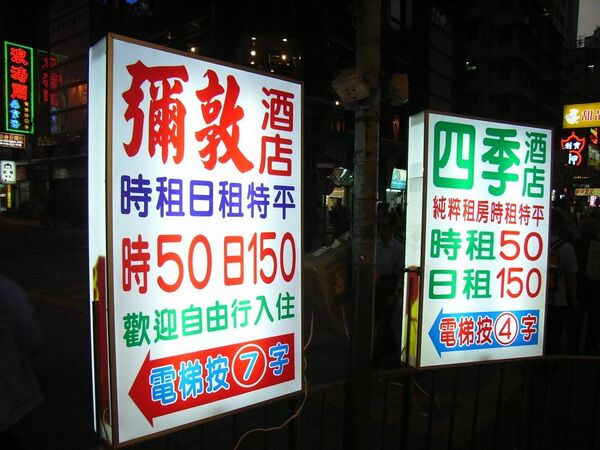 彌敦酒店
時租日租特平
時50日150
歡迎自由行入住
電梯按⑦字
四季酒店
純粹租房時租特平
時租50
日租150
電梯按④字